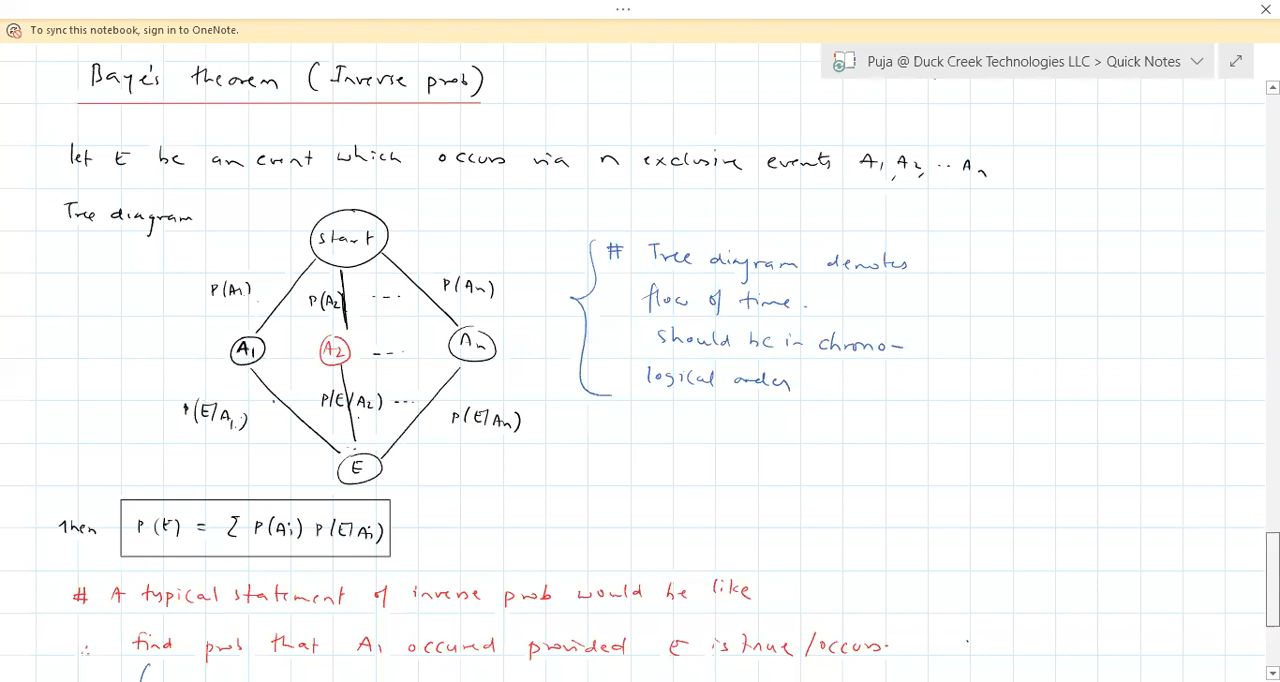 ...
To sync this notebook, sign in to OneNote.
Puja @ Duck Creek Technologies LLC > Quick Notes
Baye's theorem (Inverse prob)
let E be an event which occurs via n exclusive events A1, A2, .. An
Tree diagram
start
# Tree diagram denotes
flow of time.
should be in chrono-
logical order
P(A1)
P(A2)
...
P(An)
A1
A2
---
An
P(E/A1)
P(E/A2)
...
P(E/An)
E
then P(E) = Σ P(Ai) P(E/Ai)
# A typical statement of inverse prob would be like
∴ find prob that A1 occured provided E is true/occurs.